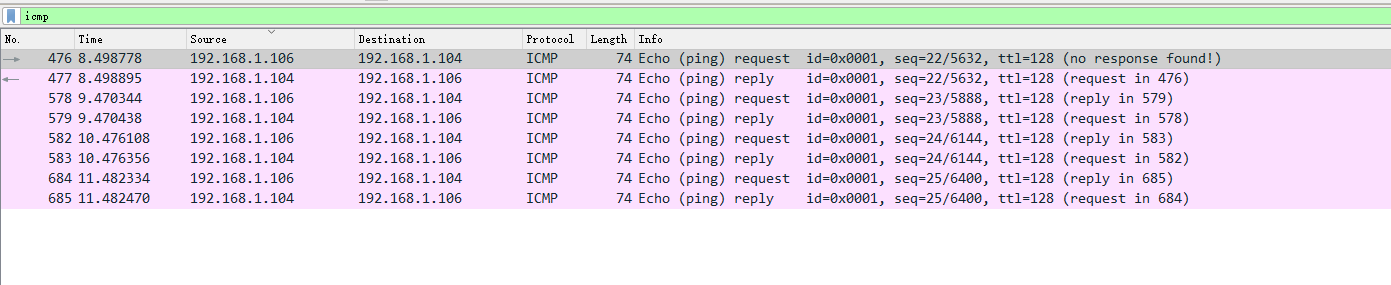 icmp
No. Time Source Destination Protocol Length Info
476 8.498778 192.168.1.106 192.168.1.104 ICMP 74 Echo (ping) request id=0x0001, seq=22/5632, ttl=128 (no response found!)
477 8.498895 192.168.1.104 192.168.1.106 ICMP 74 Echo (ping) reply id=0x0001, seq=22/5632, ttl=128 (request in 476)
578 9.470344 192.168.1.106 192.168.1.104 ICMP 74 Echo (ping) request id=0x0001, seq=23/5888, ttl=128 (reply in 579)
579 9.470438 192.168.1.104 192.168.1.106 ICMP 74 Echo (ping) reply id=0x0001, seq=23/5888, ttl=128 (request in 578)
582 10.476108 192.168.1.106 192.168.1.104 ICMP 74 Echo (ping) request id=0x0001, seq=24/6144, ttl=128 (reply in 583)
583 10.476356 192.168.1.104 192.168.1.106 ICMP 74 Echo (ping) reply id=0x0001, seq=24/6144, ttl=128 (request in 582)
684 11.482334 192.168.1.106 192.168.1.104 ICMP 74 Echo (ping) request id=0x0001, seq=25/6400, ttl=128 (reply in 685)
685 11.482470 192.168.1.104 192.168.1.106 ICMP 74 Echo (ping) reply id=0x0001, seq=25/6400, ttl=128 (request in 684)